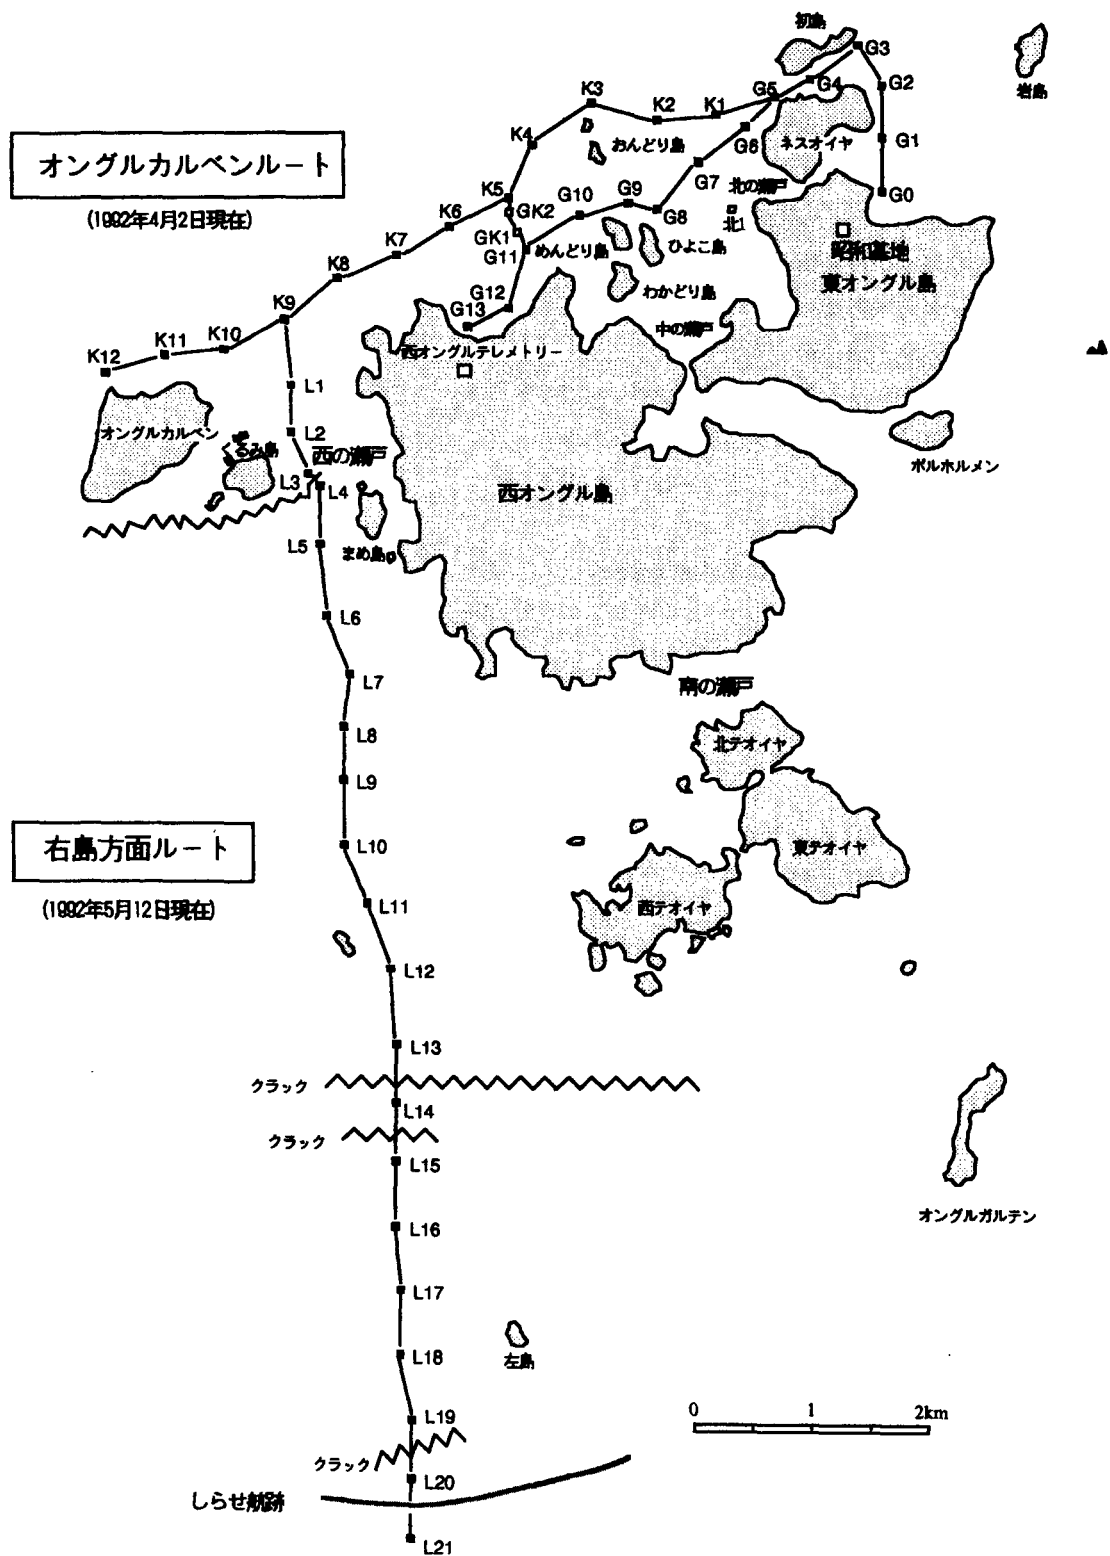 初島
G3
岩島
G4
G2
G5
K3
K2
K1
G6
ネスオイヤ
G1
オングルカルベンルート
(1992年4月2日現在)
K4
おんどり島
G7
北の瀬戸
G0
K5
GK2
G10
G9
G8
北1
K6
GK1
G11
めんどり島
ひよこ島
昭和基地
東オングル島
K7
K8
わかどり島
G12
G13
K9
中の瀬戸
K12
K11
K10
西オングルテレメトリー
L1
オングルカルベン
L2
くるみ島
西の瀬戸
L3
L4
ボルホルメン
西オングル島
L5
まめ島
L6
L7
南の瀬戸
L8
北テオイヤ
L9
右島方面ルート
(1992年5月12日現在)
L10
東テオイヤ
L11
西テオイヤ
L12
L13
クラック
L14
クラック
L15
L16
オングルガルテン
L17
L18
左島
L19
0 1 2km
クラック
L20
しらせ航跡
L21